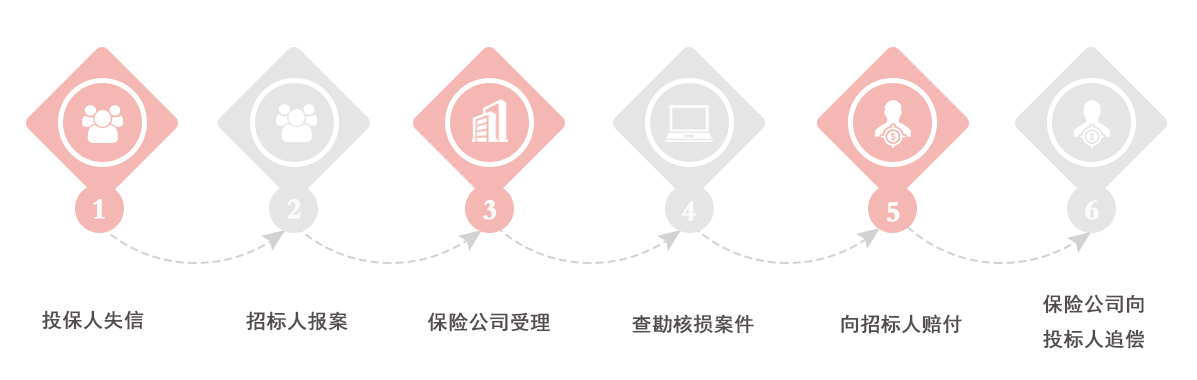 1
2
3
4
5
6
投保人失信
招标人报案
保险公司受理
查勘核损案件
向招标人赔付
保险公司向
投标人追偿